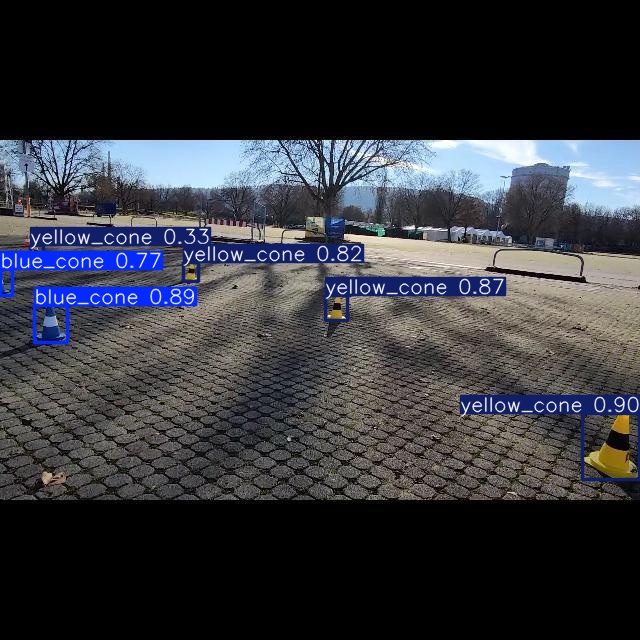 yellow_cone 0.33
yellow_cone 0.82
blue_cone 0.77
yellow_cone 0.87
blue_cone 0.89
yellow_cone 0.90